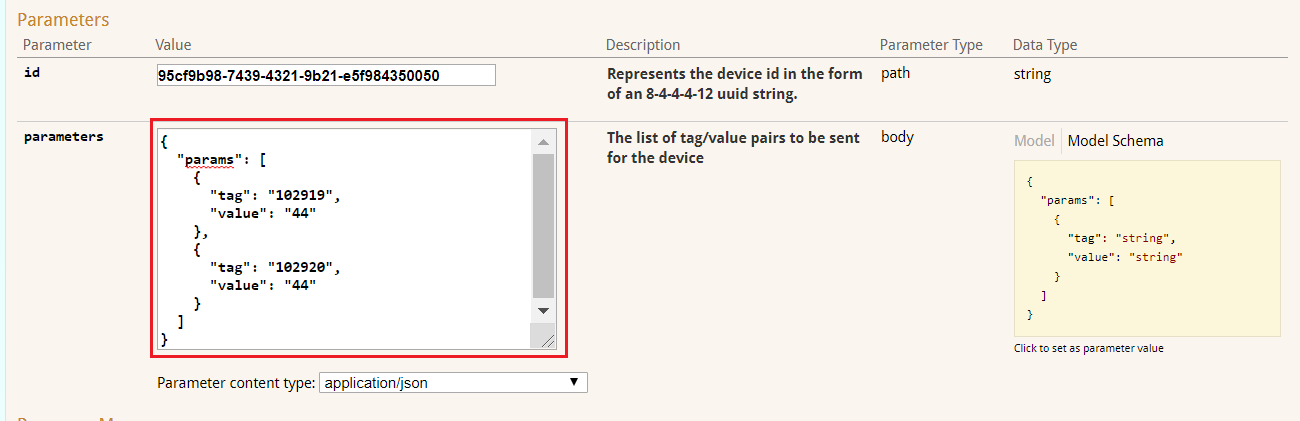 Parameters
Parameter Value Description Parameter Type Data Type
id 95cf9b98-7439-4321-9b21-e5f984350050 Represents the device id in the form of an 8-4-4-4-12 uuid string. path string
parameters
{
  "params": [
    {
      "tag": "102919",
      "value": "44"
    },
    {
      "tag": "102920",
      "value": "44"
    }
  ]
}
The list of tag/value pairs to be sent
for the device
body
Model Model Schema
{
  "params": [
    {
      "tag": "string",
      "value": "string"
    }
  ]
}
Click to set as parameter value
Parameter content type: application/json